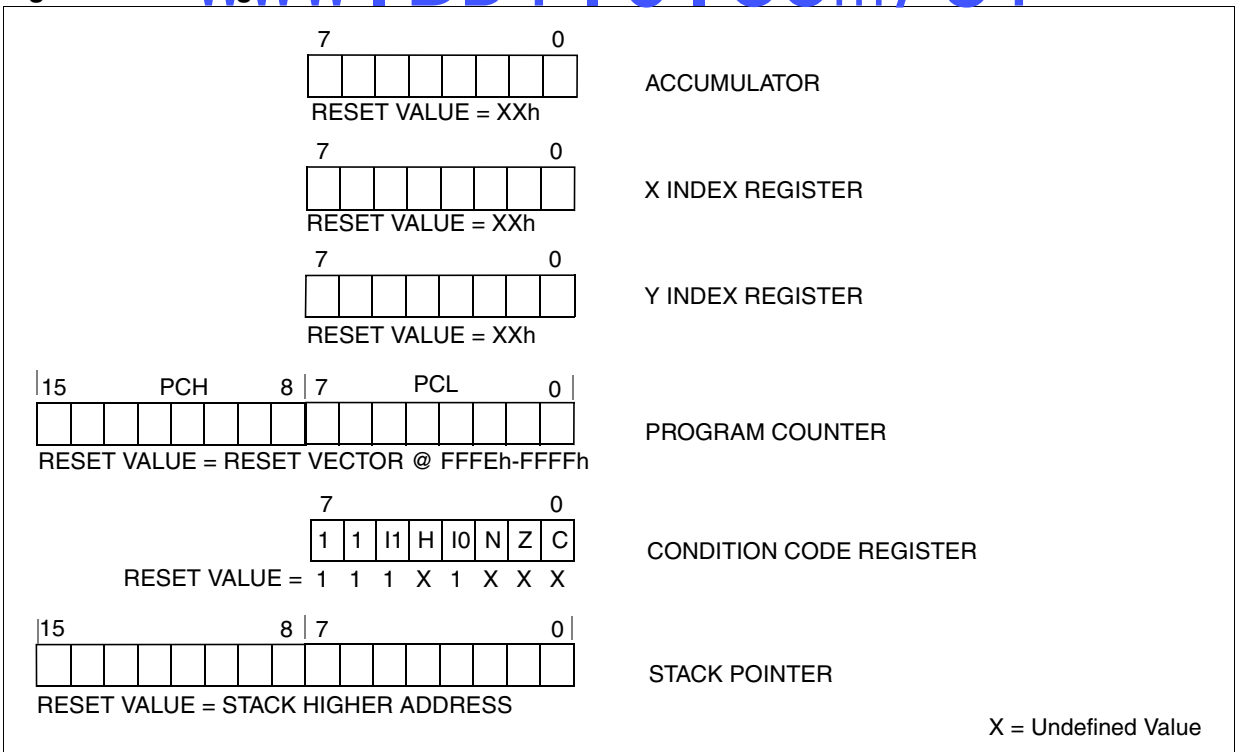 7 0
ACCUMULATOR
RESET VALUE = XXh
7 0
X INDEX REGISTER
RESET VALUE = XXh
7 0
Y INDEX REGISTER
RESET VALUE = XXh
15 PCH 8 7 PCL 0
PROGRAM COUNTER
RESET VALUE = RESET VECTOR @ FFFEh-FFFFh
7 0
1 1 I1 H I0 N Z C
CONDITION CODE REGISTER
RESET VALUE = 1 1 1 X 1 X X X
15 8 7 0
STACK POINTER
RESET VALUE = STACK HIGHER ADDRESS
X = Undefined Value